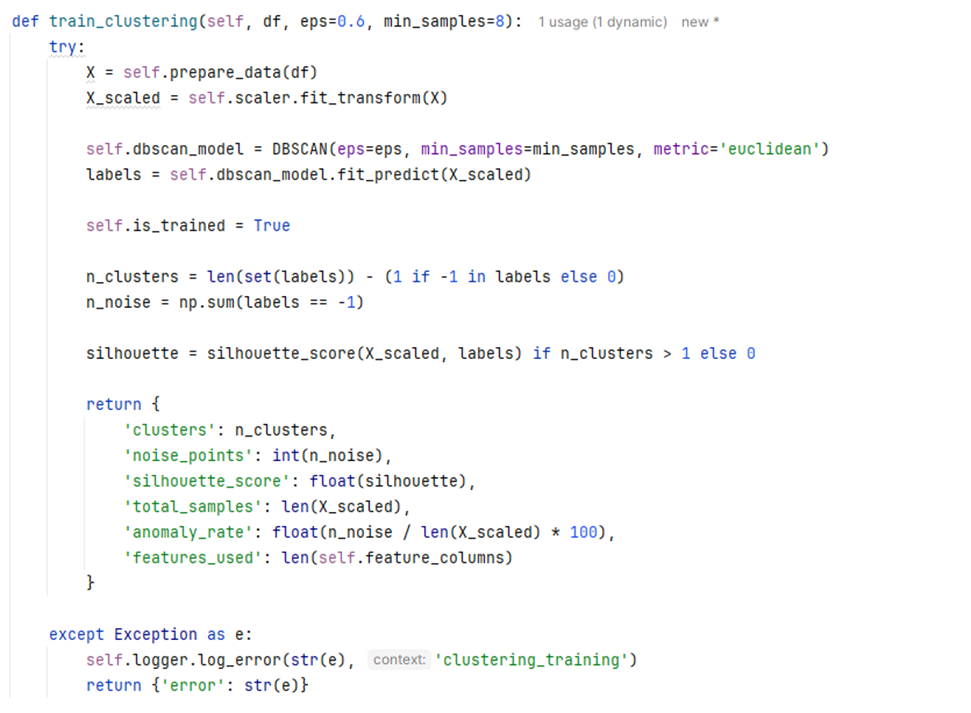 def train_clustering(self, df, eps=0.6, min_samples=8): 1 usage (1 dynamic) new *
    try:
        X = self.prepare_data(df)
        X_scaled = self.scaler.fit_transform(X)

        self.dbscan_model = DBSCAN(eps=eps, min_samples=min_samples, metric='euclidean')
        labels = self.dbscan_model.fit_predict(X_scaled)

        self.is_trained = True

        n_clusters = len(set(labels)) - (1 if -1 in labels else 0)
        n_noise = np.sum(labels == -1)

        silhouette = silhouette_score(X_scaled, labels) if n_clusters > 1 else 0

        return {
            'clusters': n_clusters,
            'noise_points': int(n_noise),
            'silhouette_score': float(silhouette),
            'total_samples': len(X_scaled),
            'anomaly_rate': float(n_noise / len(X_scaled) * 100),
            'features_used': len(self.feature_columns)
        }

    except Exception as e:
        self.logger.log_error(str(e), context: 'clustering_training')
        return {'error': str(e)}